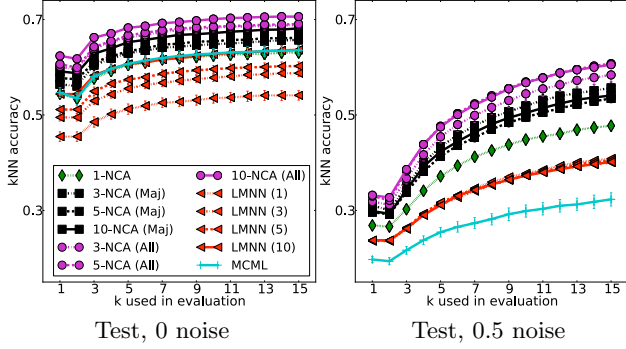 0.7
0.5
0.3
kNN accuracy
1-NCA
3-NCA (Maj)
5-NCA (Maj)
10-NCA (Maj)
3-NCA (All)
5-NCA (All)
10-NCA (All)
LMNN (1)
LMNN (3)
LMNN (5)
LMNN (10)
MCML
1 3 5 7 9 11 13 15
k used in evaluation
Test, 0 noise
0.7
0.5
0.3
kNN accuracy
1 3 5 7 9 11 13 15
k used in evaluation
Test, 0.5 noise